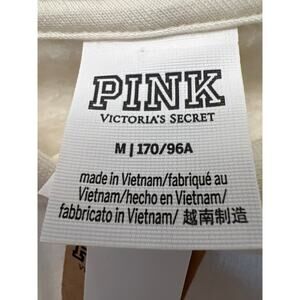 PINK
VICTORIA'S SECRET
M | 170/96A
made in Vietnam/fabriqué au
Vietnam/hecho en Vietnam/
fabbricato in Vietnam/ 越南制造